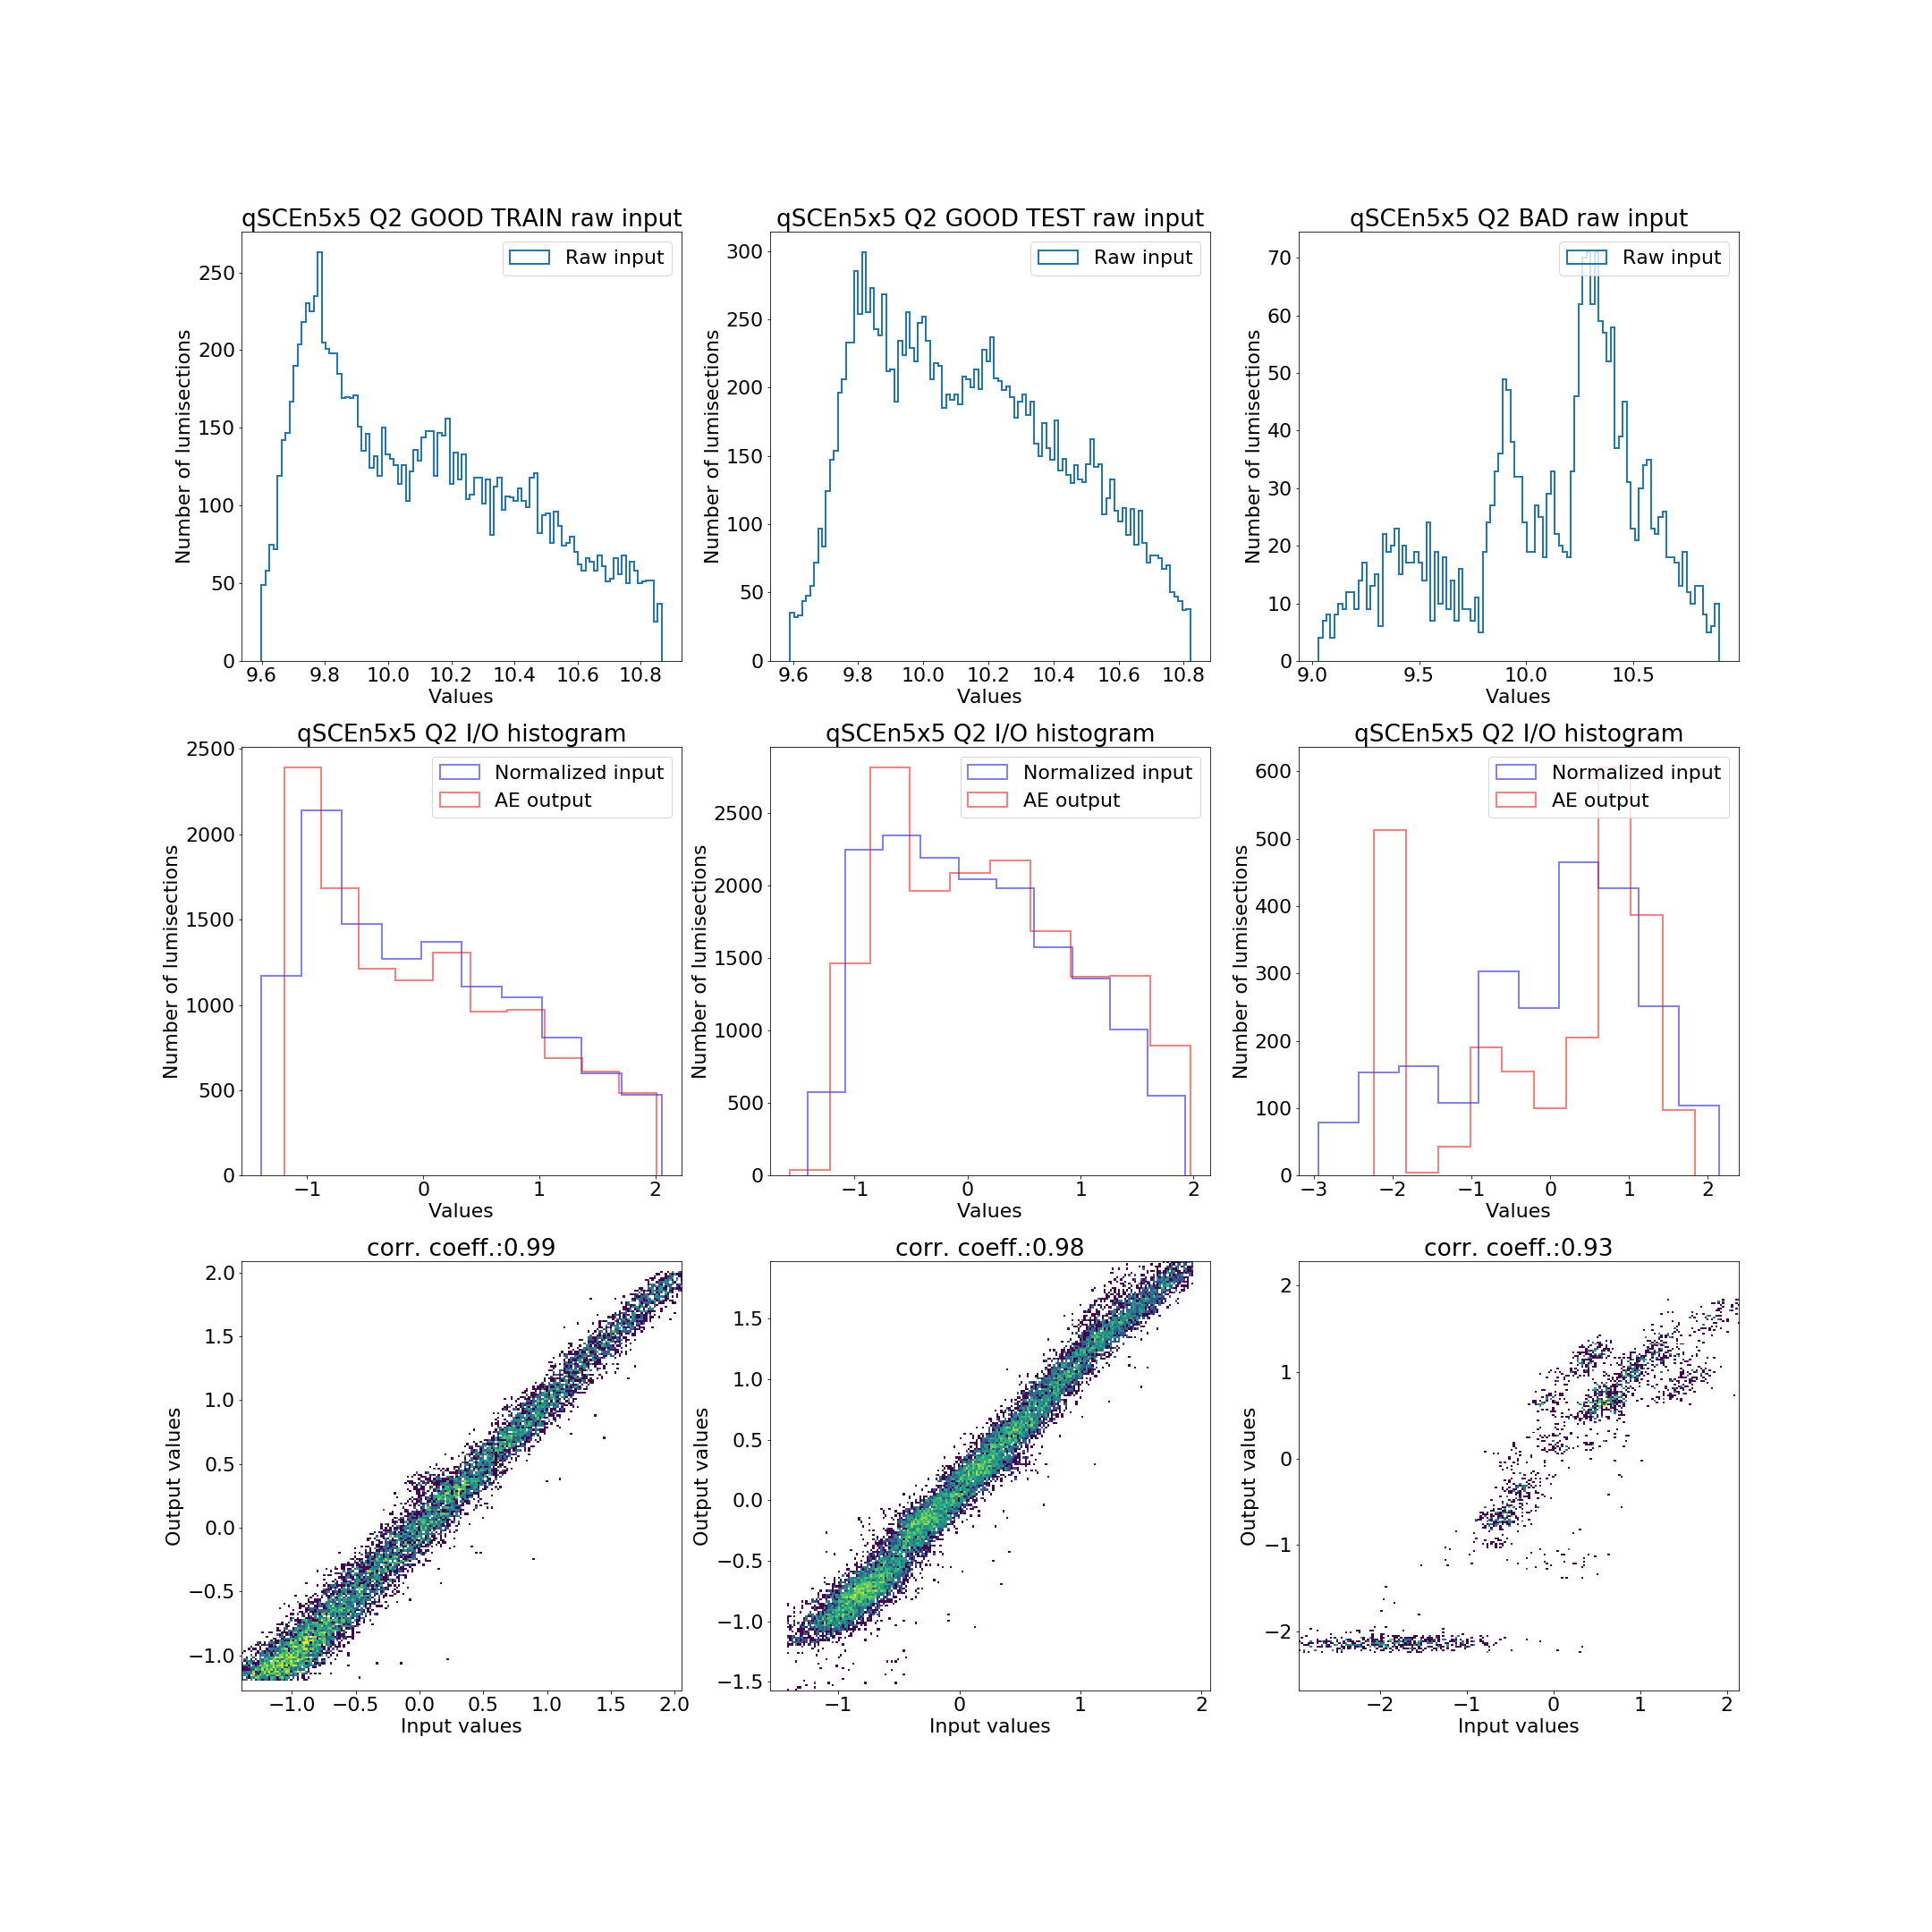 qSCEn5x5 Q2 GOOD TRAIN raw input
Raw input
Number of lumisections
250
200
150
100
50
0
9.6 9.8 10.0 10.2 10.4 10.6 10.8
Values
qSCEn5x5 Q2 GOOD TEST raw input
Raw input
Number of lumisections
300
250
200
150
100
50
0
9.6 9.8 10.0 10.2 10.4 10.6 10.8
Values
qSCEn5x5 Q2 BAD raw input
Raw input
Number of lumisections
70
60
50
40
30
20
10
0
9.0 9.5 10.0 10.5
Values
qSCEn5x5 Q2 I/O histogram
Normalized input
AE output
Number of lumisections
2500
2000
1500
1000
500
0
−1 0 1 2
Values
qSCEn5x5 Q2 I/O histogram
Normalized input
AE output
Number of lumisections
2500
2000
1500
1000
500
0
−1 0 1 2
Values
qSCEn5x5 Q2 I/O histogram
Normalized input
AE output
Number of lumisections
600
500
400
300
200
100
0
−3 −2 −1 0 1 2
Values
corr. coeff.:0.99
Output values
2.0
1.5
1.0
0.5
0.0
−0.5
−1.0
−1.0 −0.5 0.0 0.5 1.0 1.5 2.0
Input values
corr. coeff.:0.98
Output values
1.5
1.0
0.5
0.0
−0.5
−1.0
−1.5
−1 0 1 2
Input values
corr. coeff.:0.93
Output values
2
1
0
−1
−2
−2 −1 0 1 2
Input values